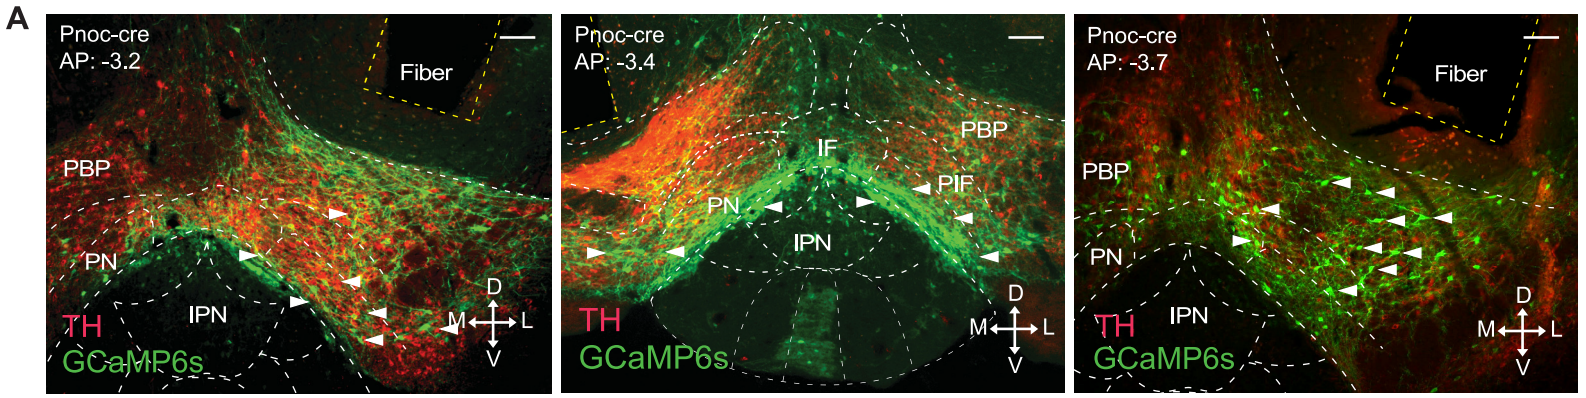 A
Pnoc-cre
AP: -3.2
Fiber
PBP
PN
IPN
TH
GCaMP6s
D
M
L
V
Pnoc-cre
AP: -3.4
PBP
IF
PIF
PN
IPN
TH
GCaMP6s
D
M
L
V
Pnoc-cre
AP: -3.7
Fiber
PBP
PN
IPN
TH
GCaMP6s
D
M
L
V